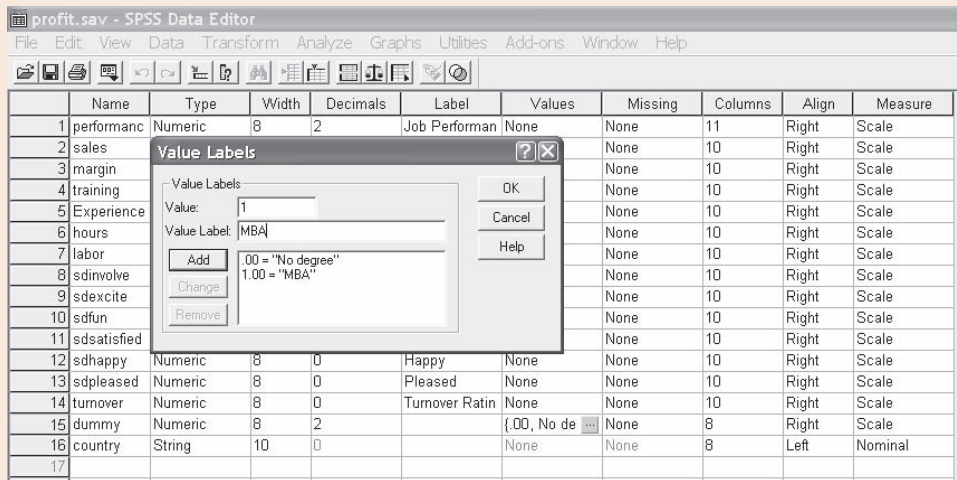 profit.sav - SPSS Data Editor
File Edit View Data Transform Analyze Graphs Utilities Add-ons Window Help
Name Type Width Decimals Label Values Missing Columns Align Measure
1 performanc Numeric 8 2 Job Performan None None 11 Right Scale
2 sales None 10 Right Scale
3 margin None 10 Right Scale
4 training None 10 Right Scale
5 Experience None 10 Right Scale
6 hours None 10 Right Scale
7 labor None 10 Right Scale
8 sdinvolve None 10 Right Scale
9 sdexcite None 10 Right Scale
10 sdfun None 10 Right Scale
11 sdsatisfied None 10 Right Scale
12 sdhappy Numeric 8 0 Happy None None 10 Right Scale
13 sdpleased Numeric 8 0 Pleased None None 10 Right Scale
14 turnover Numeric 8 0 Turnover Ratin None None 10 Right Scale
15 dummy Numeric 8 2 {.00, No de ... None 8 Right Scale
16 country String 10 0 None None 8 Left Nominal
17
Value Labels
Value Labels
Value: 1
Value Label: MBA
Add
Change
Remove
.00 = "No degree"
1.00 = "MBA"
OK
Cancel
Help